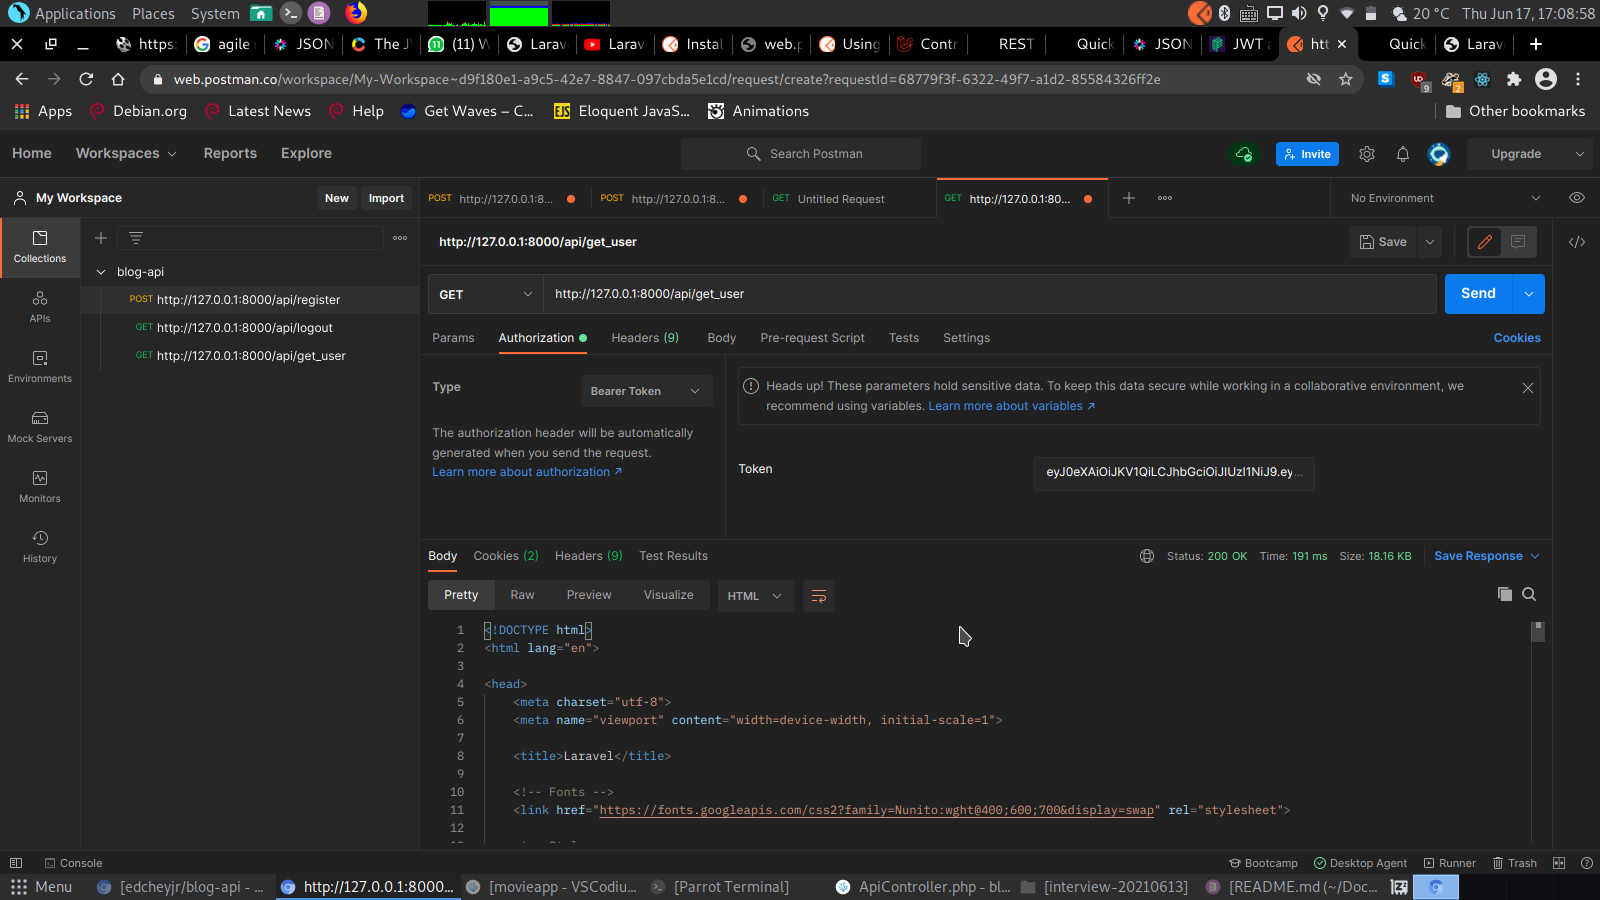 Applications Places System 20 °C Thu Jun 17, 17:08:58
https: agile JSON The J (11) W Larav Larav Insta web.p Using Contr REST Quick JSON JWT a htt Quick Larav
web.postman.co/workspace/My-Workspace~d9f180e1-a9c5-42e7-8847-097cbda5e1cd/request/create?requestId=68779f3f-6322-49f7-a1d2-85584326ff2e 9 2
Apps Debian.org Latest News Help Get Waves – C... EJS Eloquent JavaS... Animations Other bookmarks
Home Workspaces Reports Explore Search Postman Invite Upgrade
My Workspace New Import POST http://127.0.0.1:8... POST http://127.0.0.1:8... GET Untitled Request GET http://127.0.0.1:80... No Environment
Collections
APIs
Environments
Mock Servers
Monitors
History
blog-api
POST http://127.0.0.1:8000/api/register
GET http://127.0.0.1:8000/api/logout
GET http://127.0.0.1:8000/api/get_user
http://127.0.0.1:8000/api/get_user Save
GET http://127.0.0.1:8000/api/get_user Send
Params Authorization Headers (9) Body Pre-request Script Tests Settings Cookies
Type Bearer Token
The authorization header will be automatically
generated when you send the request.
Learn more about authorization ↗
Heads up! These parameters hold sensitive data. To keep this data secure while working in a collaborative environment, we
recommend using variables. Learn more about variables ↗
Token eyJ0eXAiOiJKV1QiLCJhbGciOiJIUzI1NiJ9.ey...
Body Cookies (2) Headers (9) Test Results Status: 200 OK Time: 191 ms Size: 18.16 KB Save Response
Pretty Raw Preview Visualize HTML
1 <!DOCTYPE html>
2 <html lang="en">
3
4 <head>
5 <meta charset="utf-8">
6 <meta name="viewport" content="width=device-width, initial-scale=1">
7
8 <title>Laravel</title>
9
10 <!-- Fonts -->
11 <link href="https://fonts.googleapis.com/css2?family=Nunito:wght@400;600;700&display=swap" rel="stylesheet">
12
Console Bootcamp Desktop Agent Runner Trash
Menu [edcheyjr/blog-api - ... http://127.0.0.1:8000... [movieapp - VSCodiu... [Parrot Terminal] ApiController.php - bl... [interview-20210613] [README.md (~/Doc...